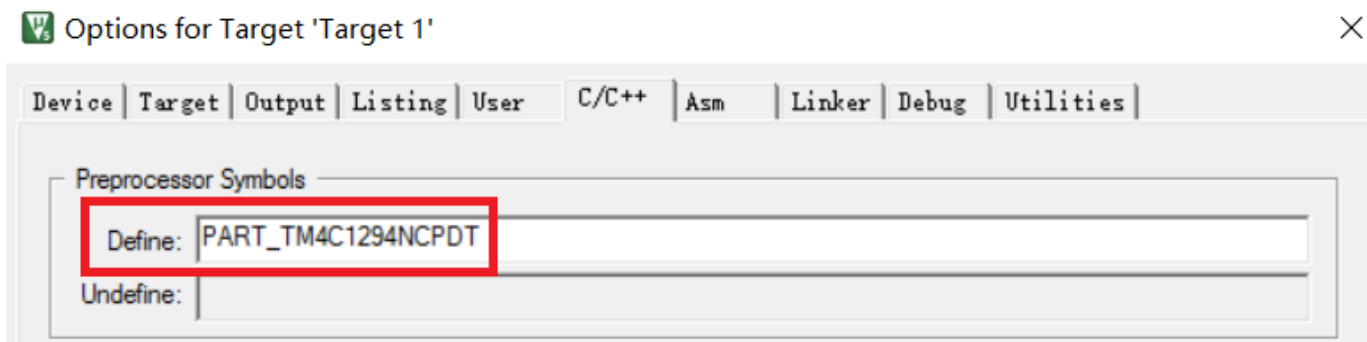 Options for Target 'Target 1'
Device Target Output Listing User C/C++ Asm Linker Debug Utilities
Preprocessor Symbols
Define: PART_TM4C1294NCPDT
Undefine: